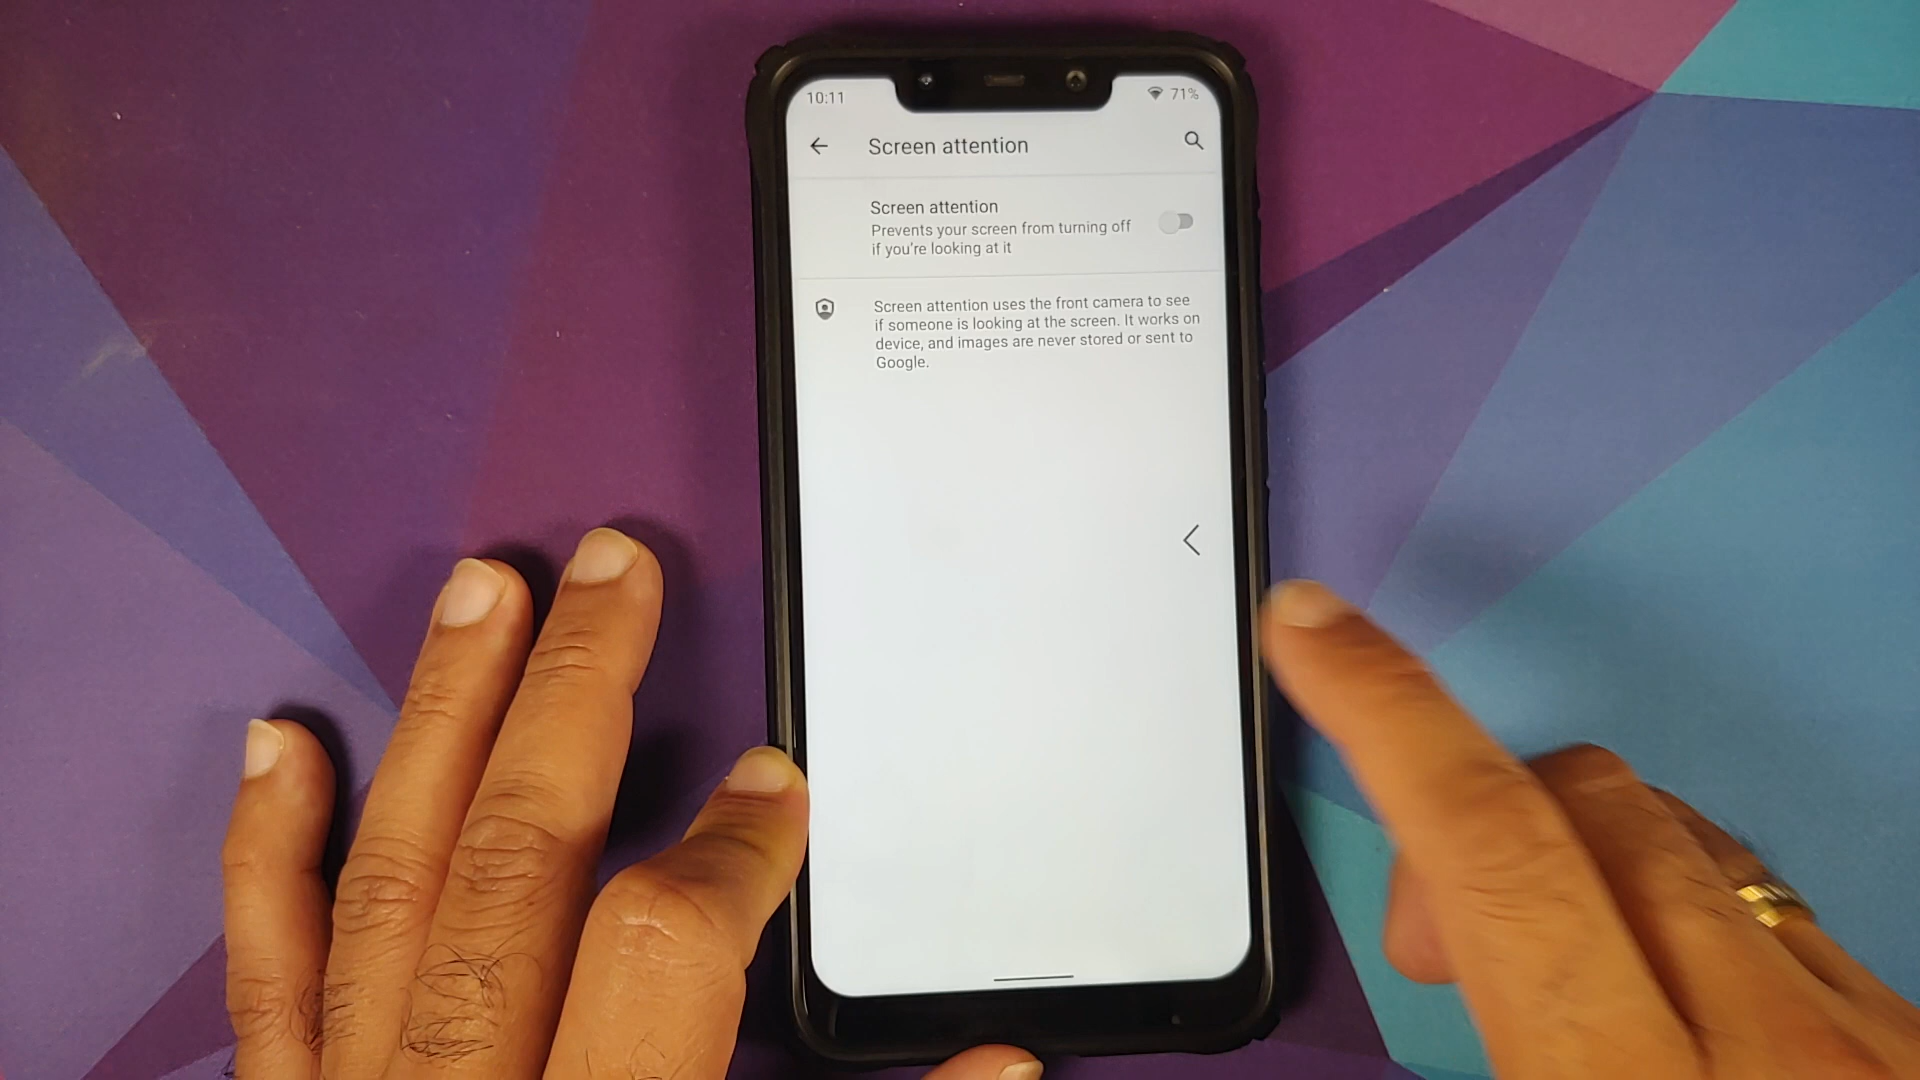 10:11
71%
Screen attention
Screen attention
Prevents your screen from turning off
if you're looking at it
Screen attention uses the front camera to see
if someone is looking at the screen. It works on
device, and images are never stored or sent to
Google.